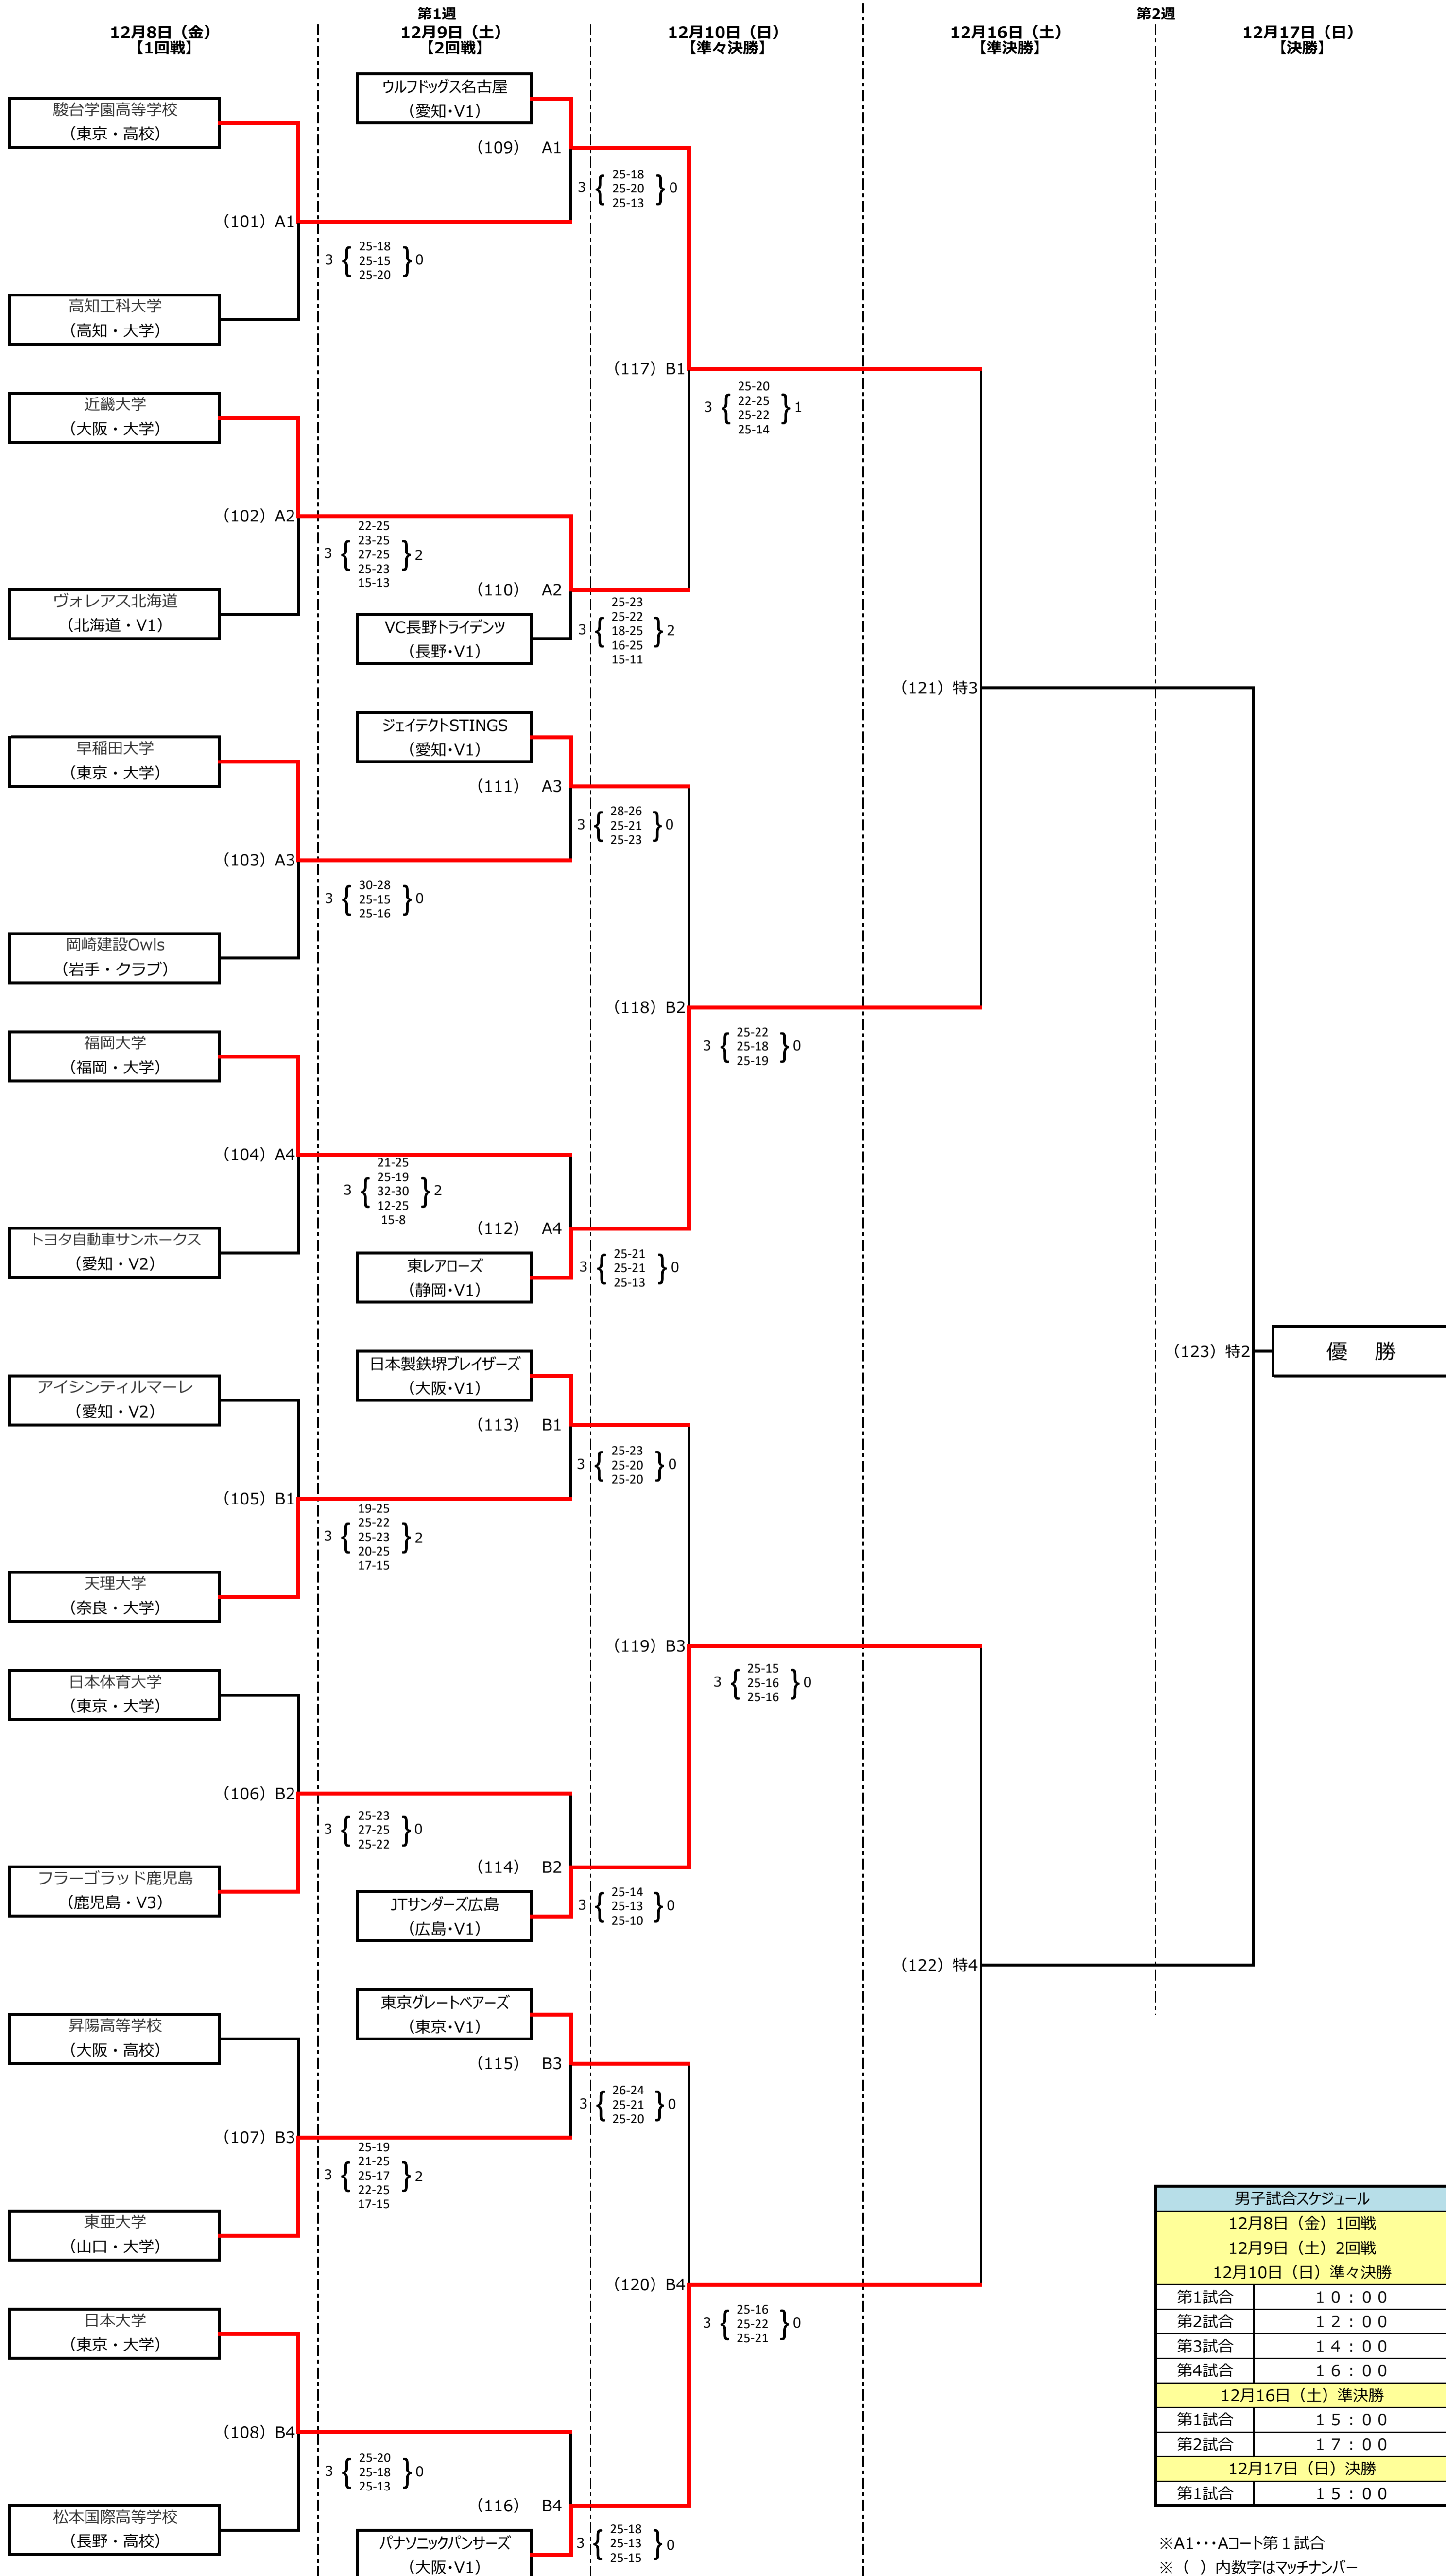 第1週
第2週
12月8日（金）
【1回戦】
12月9日（土）
【2回戦】
12月10日（日）
【準々決勝】
12月16日（土）
【準決勝】
12月17日（日）
【決勝】
ウルフドッグス名古屋
（愛知・V1）
駿台学園高等学校
（東京・高校）
（109） A1
3 { 25-18
25-20
25-13 } 0
（101）A1
3 { 25-18
25-15
25-20 } 0
高知工科大学
（高知・大学）
（117）B1
3 { 25-20
22-25
25-22
25-14 } 1
近畿大学
（大阪・大学）
（102）A2
3 { 22-25
23-25
27-25
25-23
15-13 } 2
（110） A2
3 { 25-23
25-22
18-25
16-25
15-11 } 2
ヴォレアス北海道
（北海道・V1）
VC長野トライデンツ
（長野・V1）
（121）特3
ジェイテクトSTINGS
（愛知・V1）
早稲田大学
（東京・大学）
（111） A3
3 { 28-26
25-21
25-23 } 0
（103）A3
3 { 30-28
25-15
25-16 } 0
岡崎建設Owls
（岩手・クラブ）
（118）B2
3 { 25-22
25-18
25-19 } 0
福岡大学
（福岡・大学）
（104）A4
3 { 21-25
25-19
32-30
12-25
15-8 } 2
（112） A4
3 { 25-21
25-21
25-13 } 0
トヨタ自動車サンホークス
（愛知・V2）
東レアローズ
（静岡・V1）
（123）特2
優 勝
日本製鉄堺ブレイザーズ
（大阪・V1）
アイシンティルマーレ
（愛知・V2）
（113） B1
3 { 25-23
25-20
25-20 } 0
（105）B1
3 { 19-25
25-22
25-23
20-25
17-15 } 2
天理大学
（奈良・大学）
（119）B3
3 { 25-15
25-16
25-16 } 0
日本体育大学
（東京・大学）
（106）B2
3 { 25-23
27-25
25-22 } 0
（114） B2
3 { 25-14
25-13
25-10 } 0
フラーゴラッド鹿児島
（鹿児島・V3）
JTサンダーズ広島
（広島・V1）
（122）特4
東京グレートベアーズ
（東京・V1）
昇陽高等学校
（大阪・高校）
（115） B3
3 { 26-24
25-21
25-20 } 0
（107）B3
3 { 25-19
21-25
25-17
22-25
17-15 } 2
東亜大学
（山口・大学）
（120）B4
3 { 25-16
25-22
25-21 } 0
日本大学
（東京・大学）
（108）B4
3 { 25-20
25-18
25-13 } 0
（116） B4
3 { 25-18
25-13
25-15 } 0
松本国際高等学校
（長野・高校）
パナソニックパンサーズ
（大阪・V1）
男子試合スケジュール
12月8日（金）1回戦
12月9日（土）2回戦
12月10日（日）準々決勝
第1試合 １０：００
第2試合 １２：００
第3試合 １４：００
第4試合 １６：００
12月16日（土）準決勝
第1試合 １５：００
第2試合 １７：００
12月17日（日）決勝
第1試合 １５：００
※A1・・・Aコート第１試合
※（ ）内数字はマッチナンバー